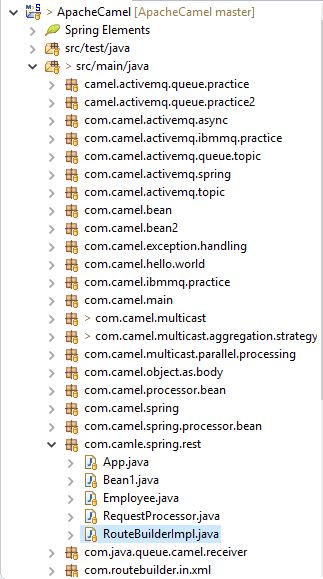 > ApacheCamel [ApacheCamel master]
Spring Elements
src/test/java
> src/main/java
camel.activemq.queue.practice
camel.activemq.queue.practice2
com.camel.activemq.async
com.camel.activemq.ibmmq.practice
com.camel.activemq.queue.topic
com.camel.activemq.spring
com.camel.activemq.topic
com.camel.bean
com.camel.bean2
com.camel.exception.handling
com.camel.hello.world
com.camel.ibmmq.practice
com.camel.main
> com.camel.multicast
> com.camel.multicast.aggregation.strategy
com.camel.multicast.parallel.processing
com.camel.object.as.body
com.camel.processor.bean
com.camel.spring
com.camel.spring.processor.bean
com.camle.spring.rest
App.java
Bean1.java
Employee.java
RequestProcessor.java
RouteBuilderImpl.java
com.java.queue.camel.receiver
com.routebuilder.in.xml